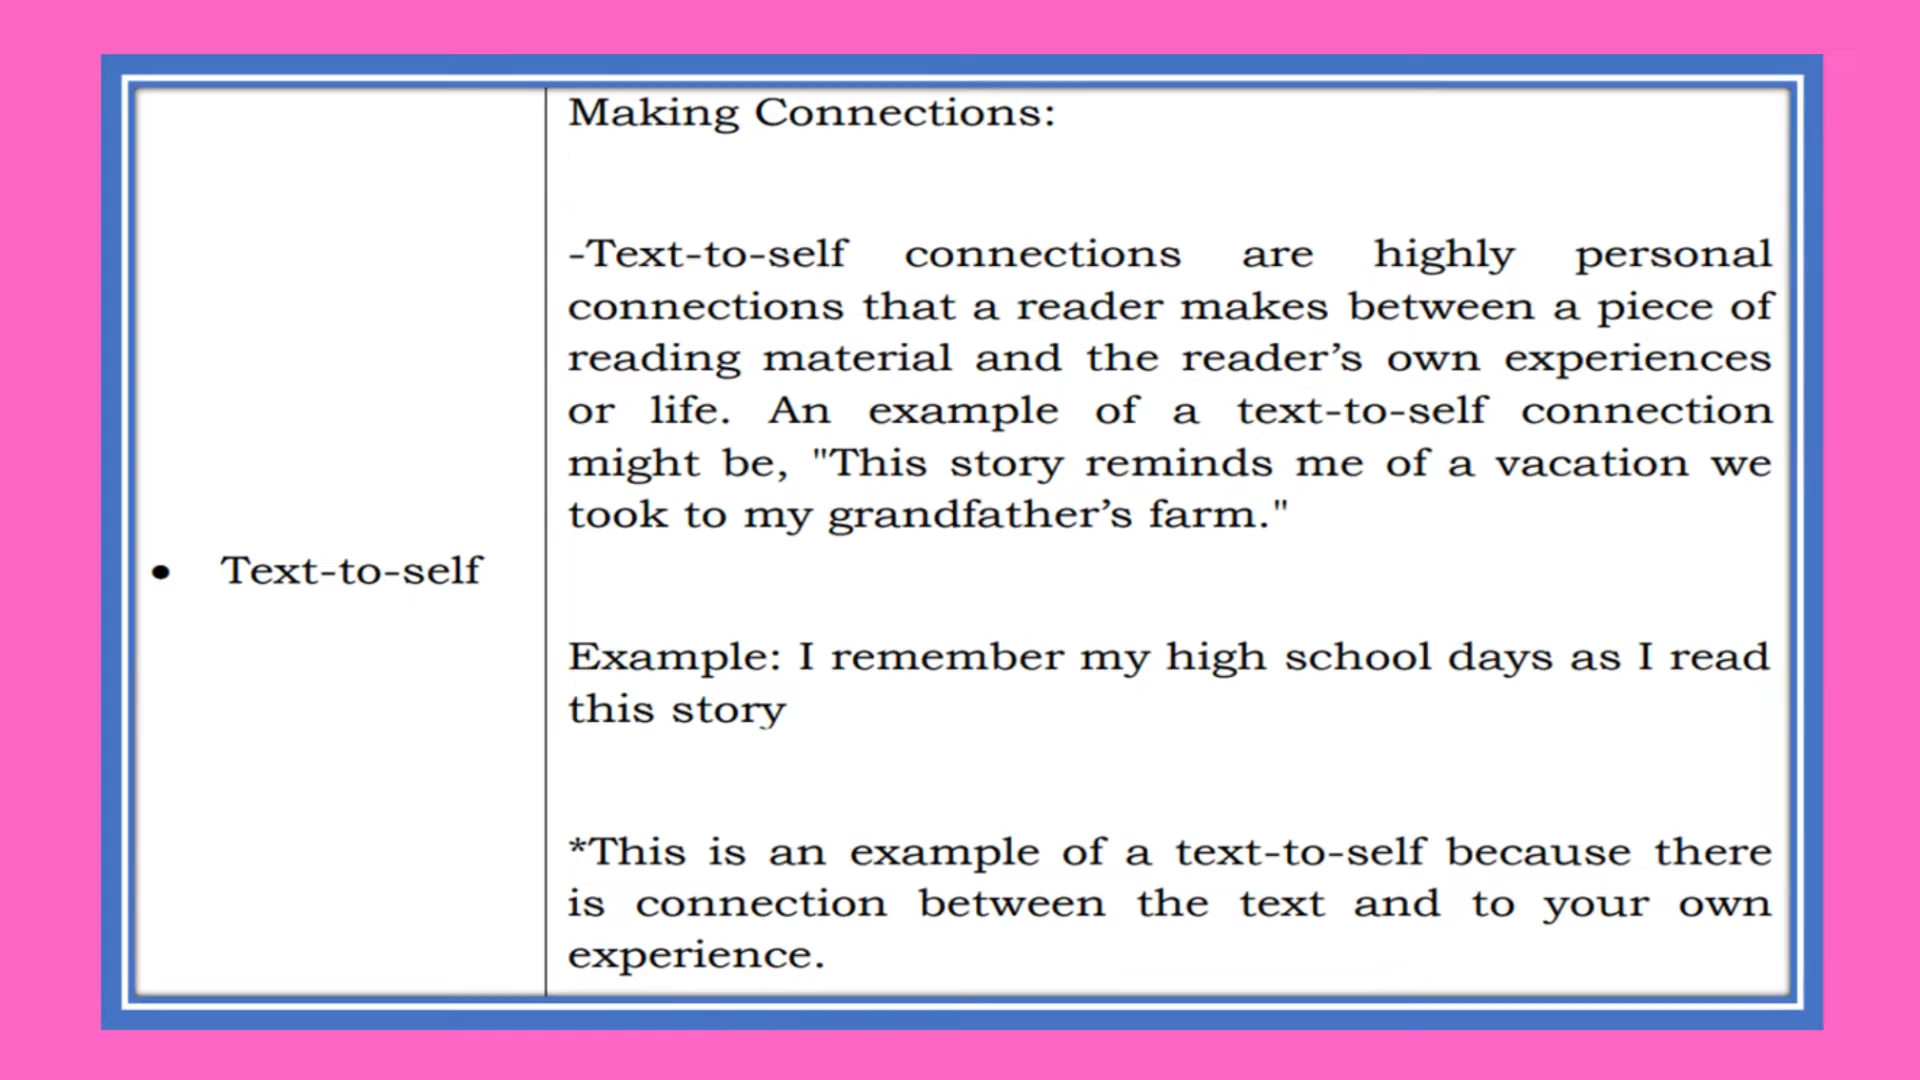 Making Connections:
-Text-to-self connections are highly personal
connections that a reader makes between a piece of
reading material and the reader’s own experiences
or life. An example of a text-to-self connection
might be, "This story reminds me of a vacation we
took to my grandfather’s farm."
• Text-to-self
Example: I remember my high school days as I read
this story
*This is an example of a text-to-self because there
is connection between the text and to your own
experience.